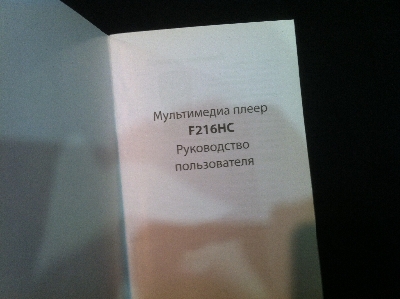 Мультимедиа плеер
F216HC
Руководство
пользователя